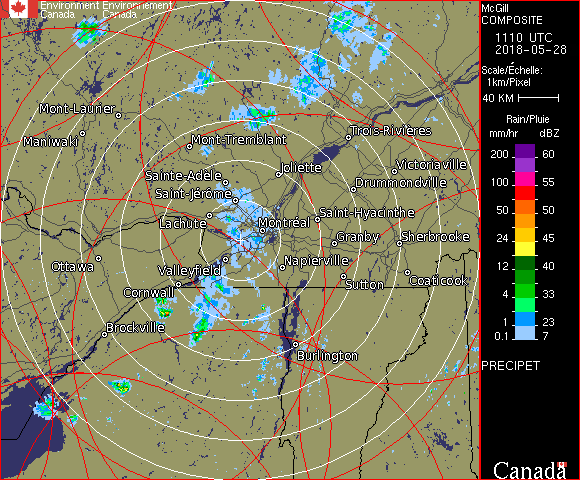 Environment Environnement
Canada Canada
McGill
COMPOSITE
1110 UTC
2018-05-28
Scale/Échelle:
1km/Pixel
40 KM
Rain/Pluie
mm/hr dBZ
200 60
100 55
50 50
24 45
12 40
4 33
1 23
0.1 7
PRECIPET
Canada
Mont-Laurier
Maniwaki
Mont-Tremblant
Trois-Rivières
Sainte-Adèle
Joliette
Victoriaville
Saint-Jérôme
Drummondville
Lachute
Montréal
Saint-Hyacinthe
Granby
Sherbrooke
Ottawa
Valleyfield
Napierville
Cornwall
Sutton
Coaticook
Brockville
Burlington